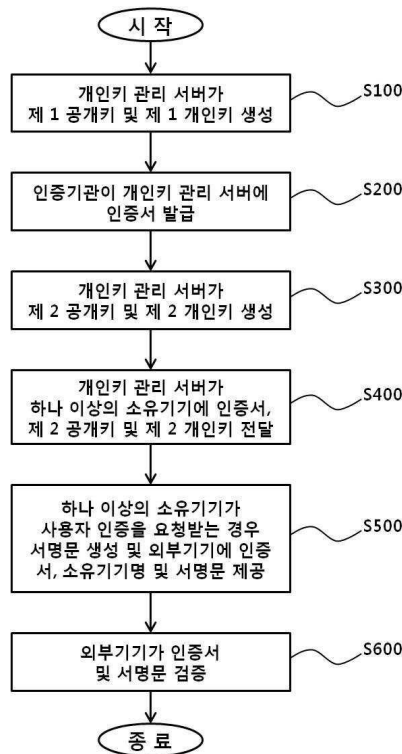 시 작
개인키 관리 서버가
제 1 공개키 및 제 1 개인키 생성
S100
인증기관이 개인키 관리 서버에
인증서 발급
S200
개인키 관리 서버가
제 2 공개키 및 제 2 개인키 생성
S300
개인키 관리 서버가
하나 이상의 소유기기에 인증서,
제 2 공개키 및 제 2 개인키 전달
S400
하나 이상의 소유기기가
사용자 인증을 요청받는 경우
서명문 생성 및 외부기기에 인증
서, 소유기기명 및 서명문 제공
S500
외부기기가 인증서
및 서명문 검증
S600
종 료